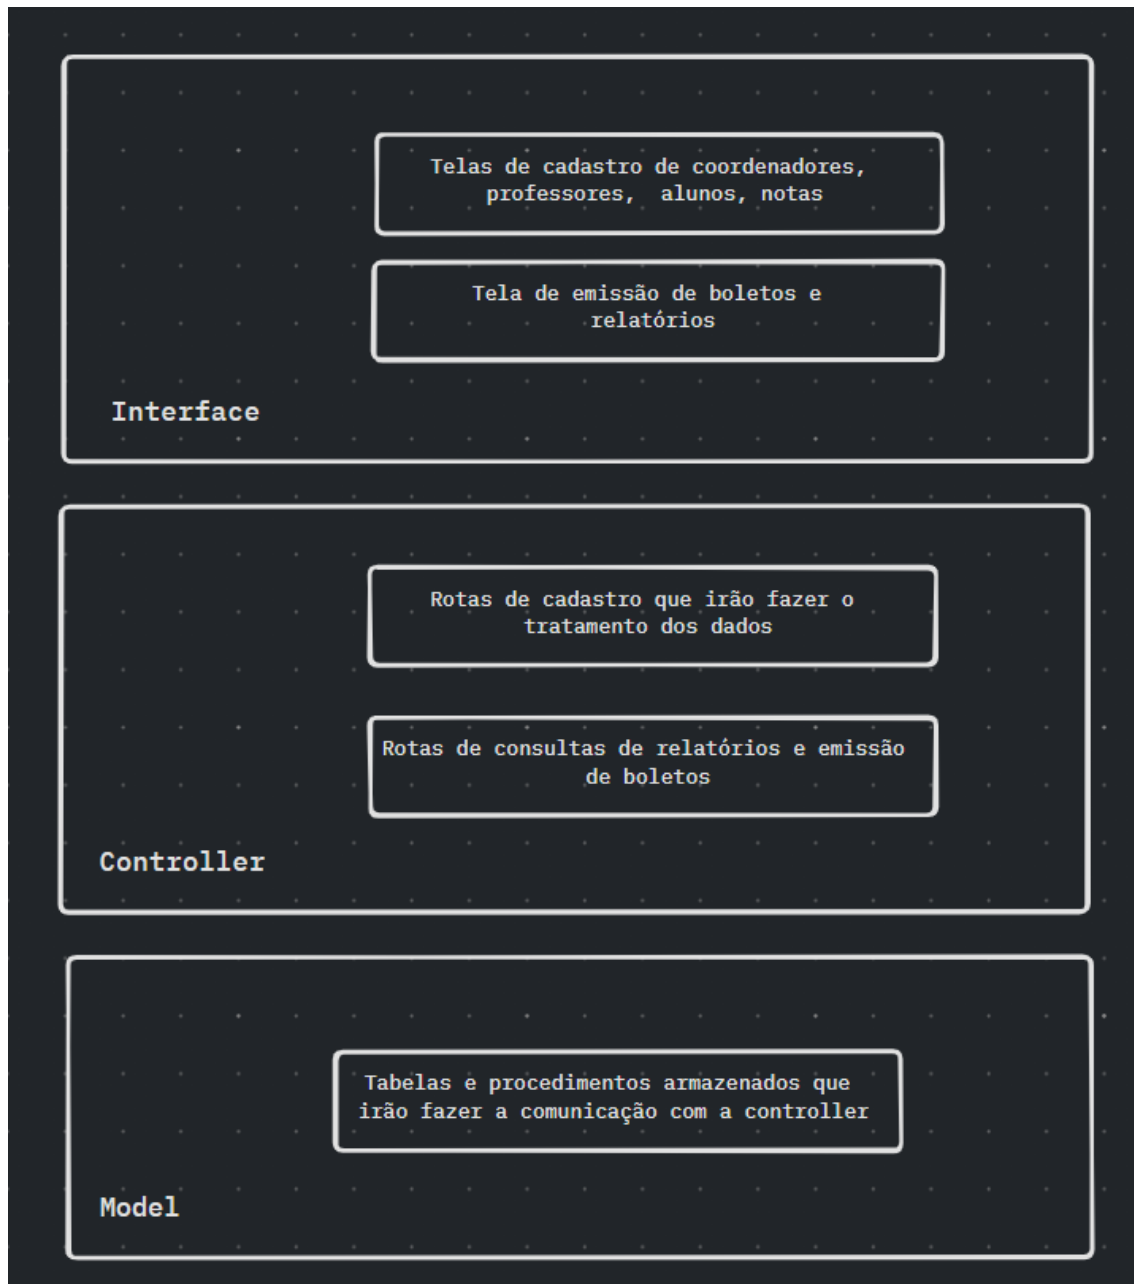 Telas de cadastro de coordenadores,
professores,  alunos, notas
Tela de emissão de boletos e
relatórios
Interface
Rotas de cadastro que irão fazer o
tratamento dos dados
Rotas de consultas de relatórios e emissão
de boletos
Controller
Tabelas e procedimentos armazenados que
irão fazer a comunicação com a controller
Model